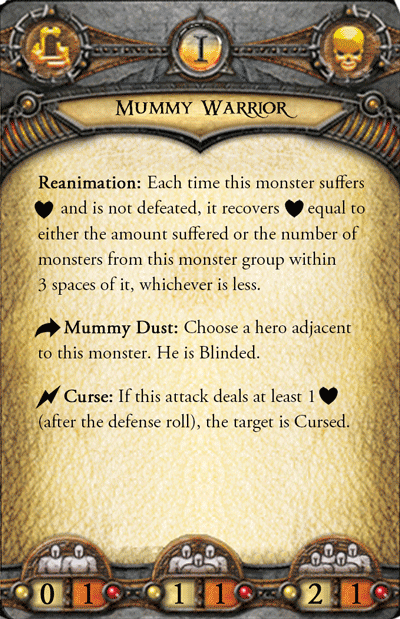 I
MUMMY WARRIOR
Reanimation: Each time this monster suffers
♥ and is not defeated, it recovers ♥ equal to
either the amount suffered or the number of
monsters from this monster group within
3 spaces of it, whichever is less.
Mummy Dust: Choose a hero adjacent
to this monster. He is Blinded.
Curse: If this attack deals at least 1 ♥
(after the defense roll), the target is Cursed.
0 1 1 1 2 1